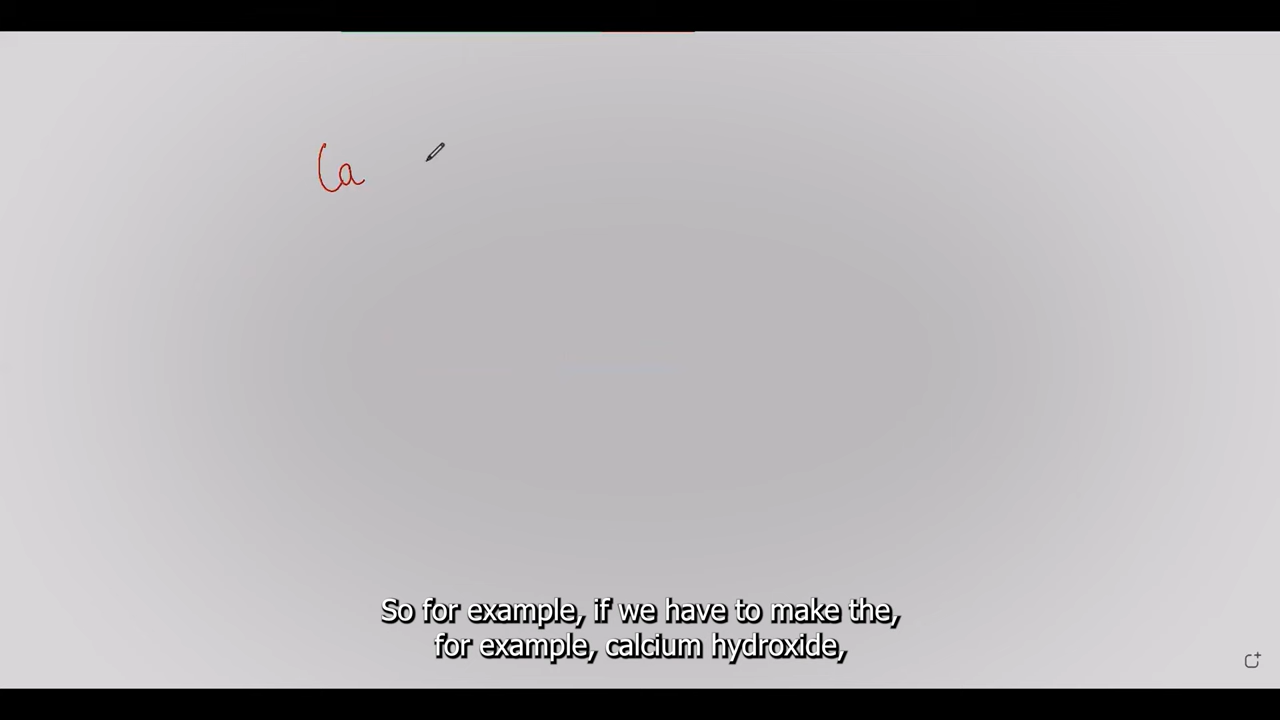 Ca
So for example, if we have to make the,
for example, calcium hydroxide,